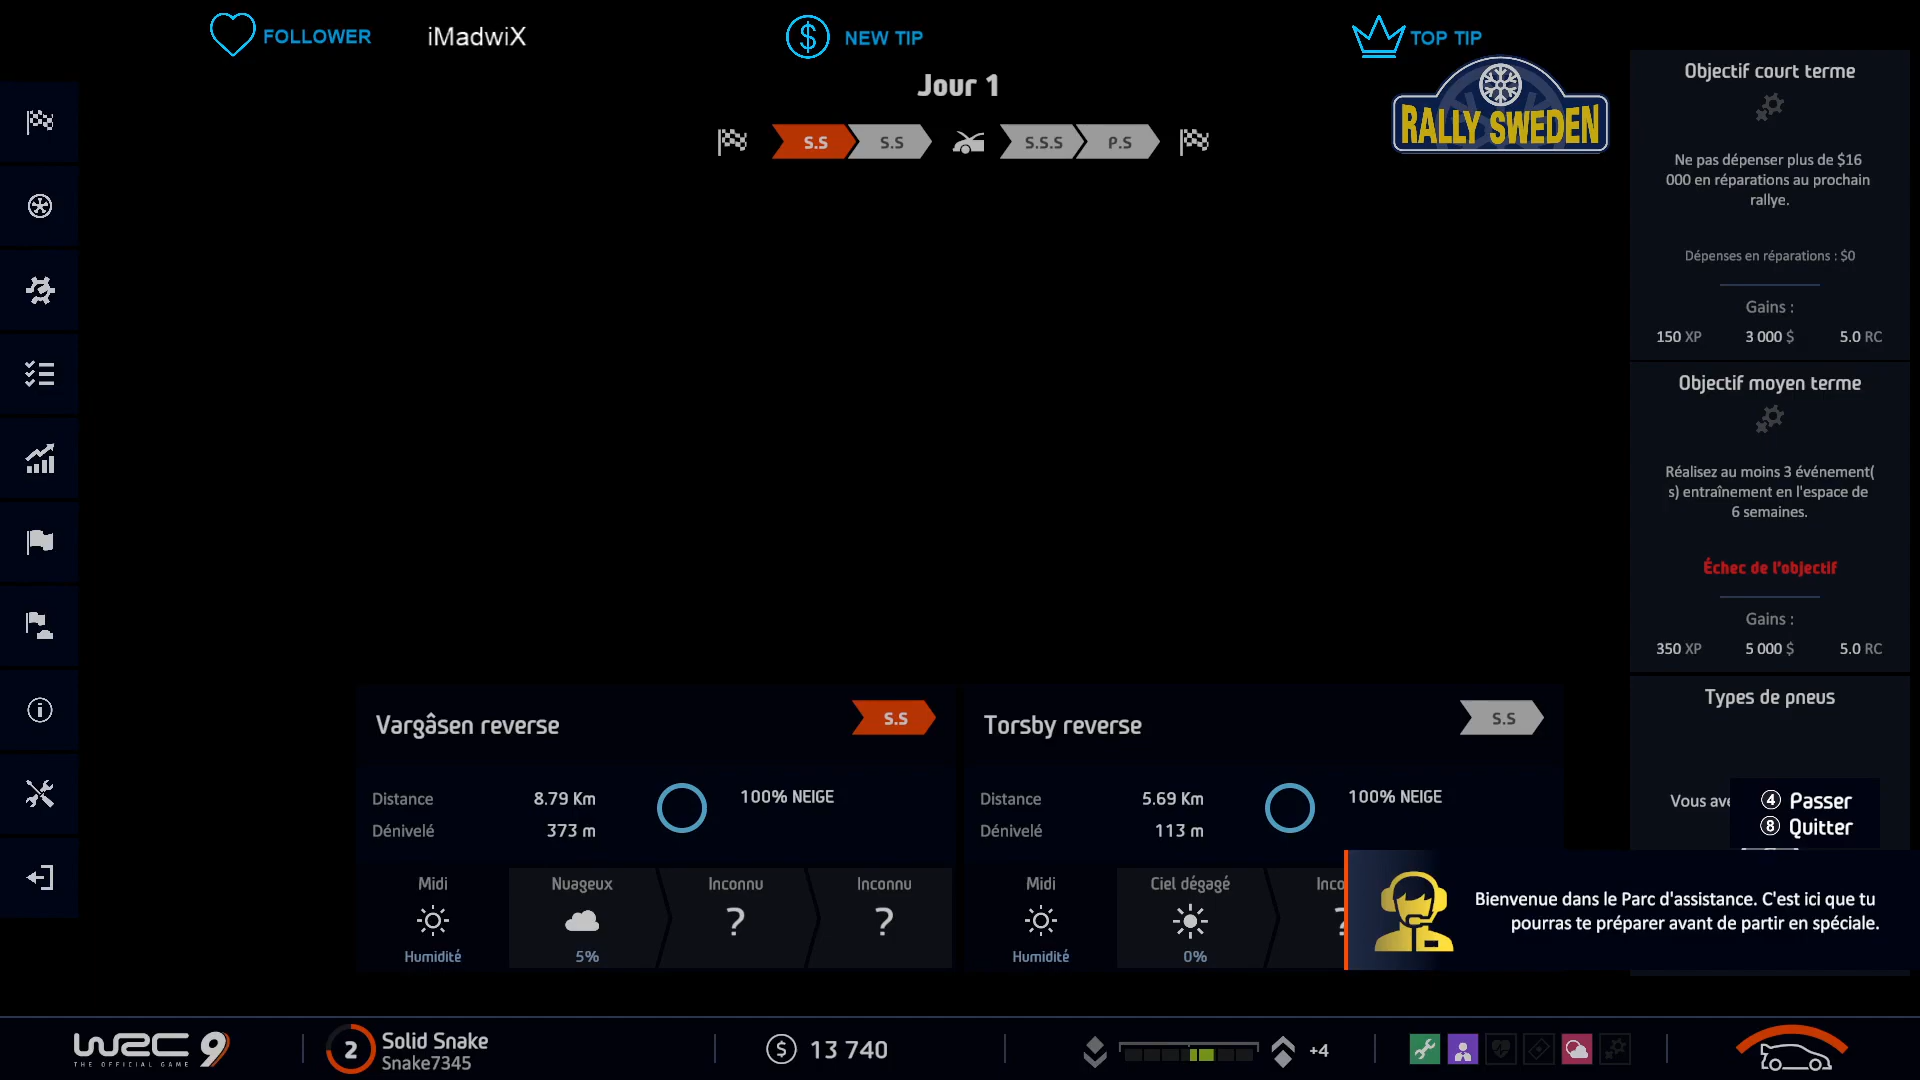 FOLLOWER
iMadwiX
NEW TIP
TOP TIP
Jour 1
S.S
S.S
S.S.S
P.S
RALLY SWEDEN
Objectif court terme
Ne pas dépenser plus de $16
000 en réparations au prochain
rallye.
Dépenses en réparations : $0
Gains :
150 XP
3 000 $
5.0 RC
Objectif moyen terme
Réalisez au moins 3 événement(
s) entraînement en l'espace de
6 semaines.
Échec de l'objectif
Gains :
350 XP
5 000 $
5.0 RC
Types de pneus
Vous ave
4 Passer
8 Quitter
Vargâsen reverse
S.S
Distance
8.79 Km
100% NEIGE
Dénivelé
373 m
Midi
Nuageux
Inconnu
Inconnu
?
?
Humidité
5%
Torsby reverse
S.S
Distance
5.69 Km
100% NEIGE
Dénivelé
113 m
Midi
Ciel dégagé
Inco
Humidité
0%
Bienvenue dans le Parc d'assistance. C'est ici que tu
pourras te préparer avant de partir en spéciale.
WRC 9
THE OFFICIAL GAME
2
Solid Snake
Snake7345
$ 13 740
+4